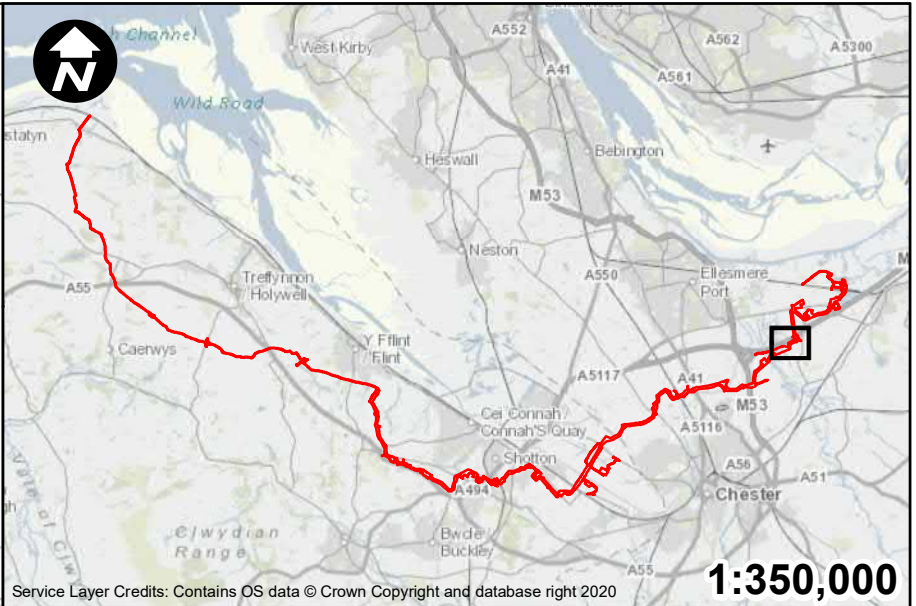 h Channel
West Kirby
A552
A562
A5300
A41
A561
Wild Road
N
statyn
Heswall
Bebington
M53
Neston
A55
Treffynnon
Holywell
A550
Ellesmere
Port
M
Caerwys
Y Fflint
Flint
A5117
A41
M53
Cei Connah
Connah'S Quay
A5116
Shotton
A56
A51
A494
Chester
gh
Clwydian
Range
Bwcle
Buckley
A55
Service Layer Credits: Contains OS data © Crown Copyright and database right 2020
1:350,000